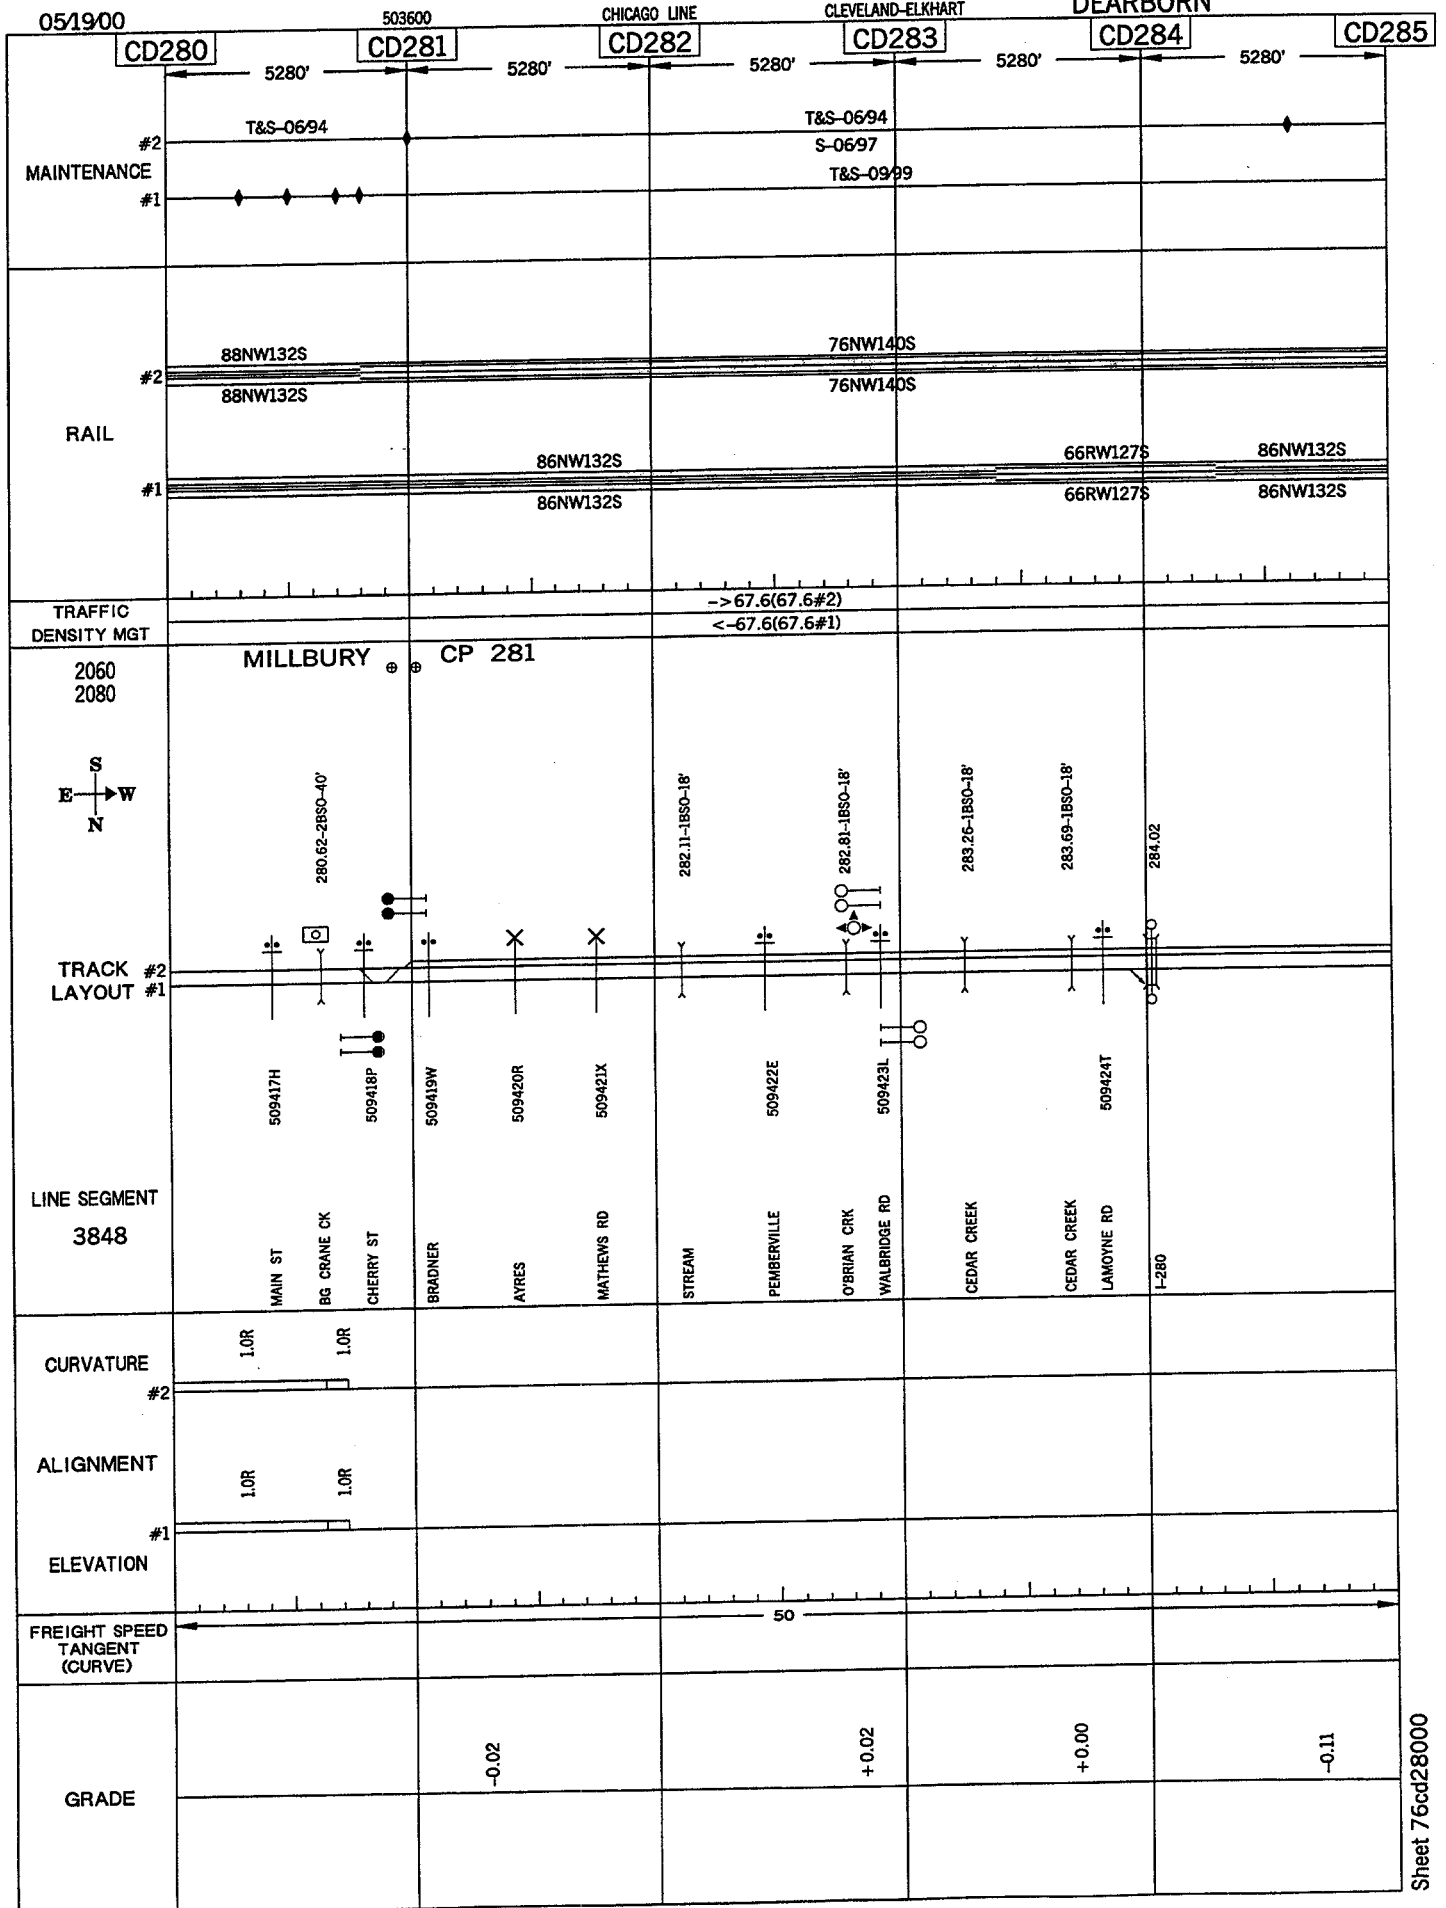 05/19/00
503600
CHICAGO LINE
CLEVELAND-ELKHART
DEARBORN
CD280
CD281
CD282
CD283
CD284
CD285
5280'
5280'
5280'
5280'
5280'
T&S-06/94
T&S-06/94
#2
S-06/97
MAINTENANCE
T&S-09/99
#1
88NW132S
76NW140S
#2
88NW132S
76NW140S
RAIL
86NW132S
66RW127S
86NW132S
#1
86NW132S
66RW127S
86NW132S
TRAFFIC
DENSITY MGT
->67.6(67.6#2)
<-67.6(67.6#1)
MILLBURY
CP 281
2060
2080
S
E
W
N
280.62-2BSO-40'
282.11-1BSO-18'
282.81-1BSO-18'
283.26-1BSO-18'
283.69-1BSO-18'
284.02
TRACK #2
LAYOUT #1
509417H
509418P
509419W
509420R
509421X
509422E
509423L
509424T
LINE SEGMENT
3848
MAIN ST
BG CRANE CK
CHERRY ST
BRADNER
AYRES
MATHEWS RD
STREAM
PEMBERVILLE
O'BRIAN CRK
WALBRIDGE RD
CEDAR CREEK
CEDAR CREEK
LAMOYNE RD
I-280
CURVATURE
1.0R
1.0R
#2
ALIGNMENT
1.0R
1.0R
#1
ELEVATION
FREIGHT SPEED
TANGENT
(CURVE)
50
GRADE
-0.02
+0.02
+0.00
-0.11
Sheet 76cd28000